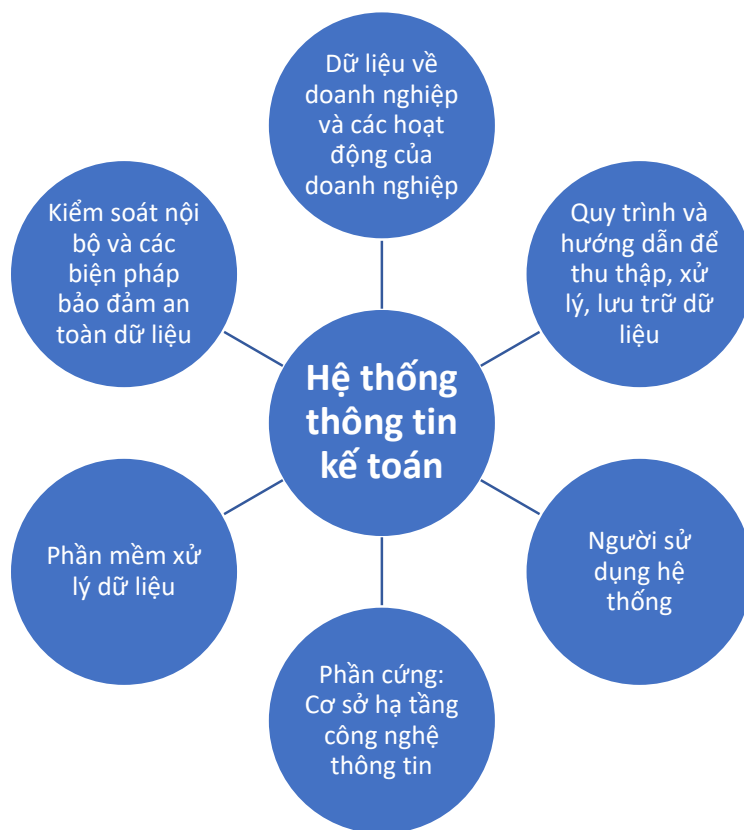 Dữ liệu về
doanh nghiệp
và các hoạt
động của
doanh nghiệp
Quy trình và
hướng dẫn để
thu thập, xử
lý, lưu trữ dữ
liệu
Người sử
dụng hệ
thống
Phần cứng:
Cơ sở hạ tầng
công nghệ
thông tin
Phần mềm xử
lý dữ liệu
Kiểm soát nội
bộ và các
biện pháp
bảo đảm an
toàn dữ liệu
Hệ thống
thông tin
kế toán